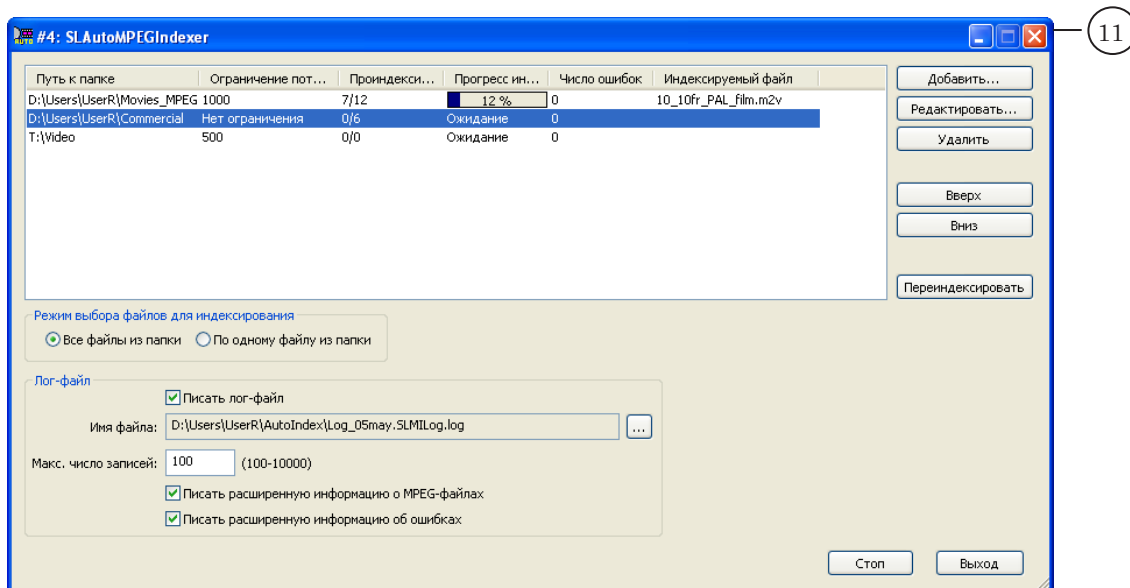 #4: SLAutoMPEGIndexer
11
Путь к папке Ограничение пот... Проиндекси... Прогресс ин... Число ошибок Индексируемый файл
D:\Users\UserR\Movies_MPEG 1000 7/12 12 % 0 10_10fr_PAL_film.m2v
D:\Users\UserR\Commercial Нет ограничения 0/6 Ожидание 0
T:\Video 500 0/0 Ожидание 0
Добавить...
Редактировать...
Удалить
Вверх
Вниз
Переиндексировать
Режим выбора файлов для индексирования
Все файлы из папки По одному файлу из папки
Лог-файл
Писать лог-файл
Имя файла: D:\Users\UserR\AutoIndex\Log_05may.SLMILog.log ...
Макс. число записей: 100 (100-10000)
Писать расширенную информацию о MPEG-файлах
Писать расширенную информацию об ошибках
Стоп Выход